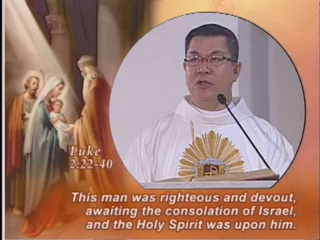 Luke
2:22-40
This man was righteous and devout,
awaiting the consolation of Israel,
and the Holy Spirit was upon him.